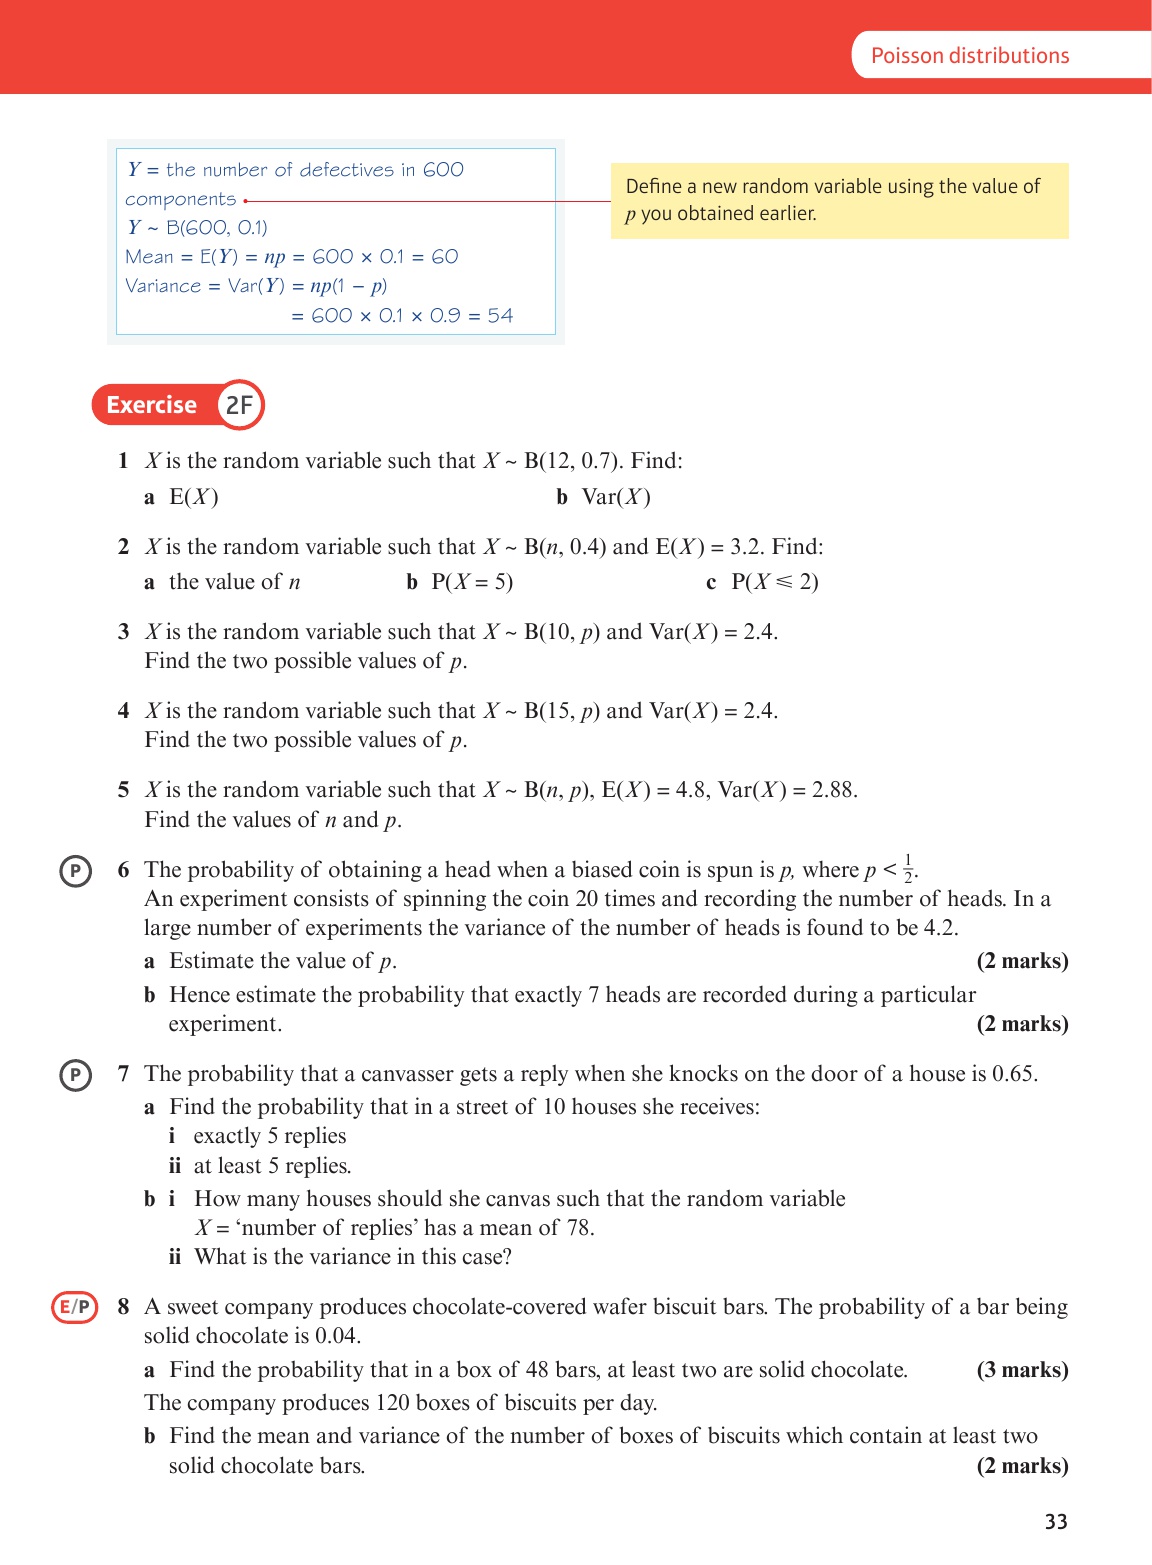 Poisson distributions
Y = the number of defectives in 600
components
Y ~ B(600, 0.1)
Mean = E(Y) = np = 600 × 0.1 = 60
Variance = Var(Y) = np(1 − p)
= 600 × 0.1 × 0.9 = 54
Define a new random variable using the value of
p you obtained earlier.
Exercise 2F
1 X is the random variable such that X ~ B(12, 0.7). Find:
a E(X) b Var(X)
2 X is the random variable such that X ~ B(n, 0.4) and E(X) = 3.2. Find:
a the value of n b P(X = 5) c P(X ⩽ 2)
3 X is the random variable such that X ~ B(10, p) and Var(X) = 2.4.
Find the two possible values of p.
4 X is the random variable such that X ~ B(15, p) and Var(X) = 2.4.
Find the two possible values of p.
5 X is the random variable such that X ~ B(n, p), E(X) = 4.8, Var(X) = 2.88.
Find the values of n and p.
P 6 The probability of obtaining a head when a biased coin is spun is p, where p < 1/2.
An experiment consists of spinning the coin 20 times and recording the number of heads. In a
large number of experiments the variance of the number of heads is found to be 4.2.
a Estimate the value of p. (2 marks)
b Hence estimate the probability that exactly 7 heads are recorded during a particular
experiment. (2 marks)
P 7 The probability that a canvasser gets a reply when she knocks on the door of a house is 0.65.
a Find the probability that in a street of 10 houses she receives:
i exactly 5 replies
ii at least 5 replies.
b i How many houses should she canvas such that the random variable
X = ‘number of replies’ has a mean of 78.
ii What is the variance in this case?
E/P 8 A sweet company produces chocolate-covered wafer biscuit bars. The probability of a bar being
solid chocolate is 0.04.
a Find the probability that in a box of 48 bars, at least two are solid chocolate. (3 marks)
The company produces 120 boxes of biscuits per day.
b Find the mean and variance of the number of boxes of biscuits which contain at least two
solid chocolate bars. (2 marks)
33